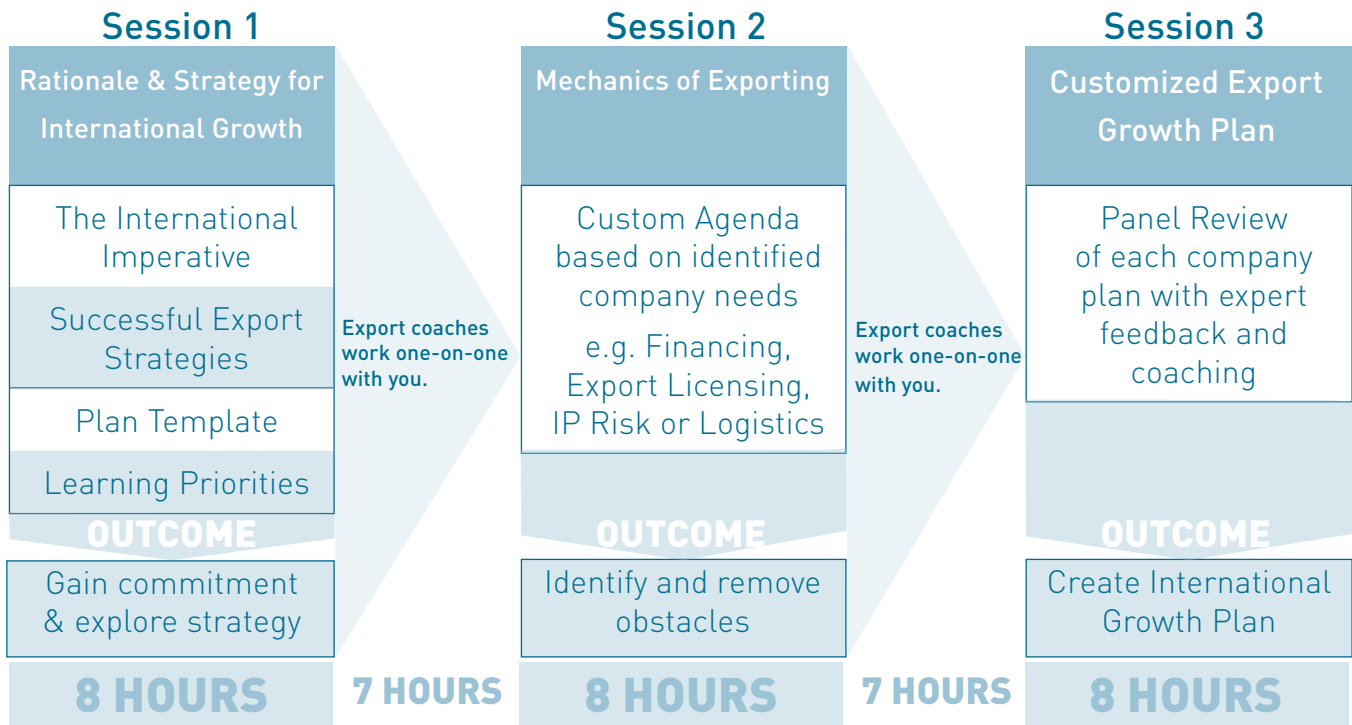 Session 1
Rationale & Strategy for
International Growth
The International
Imperative
Successful Export
Strategies
Plan Template
Learning Priorities
OUTCOME
Gain commitment
& explore strategy
8 HOURS
Export coaches
work one-on-one
with you.
7 HOURS
Session 2
Mechanics of Exporting
Custom Agenda
based on identified
company needs
e.g. Financing,
Export Licensing,
IP Risk or Logistics
OUTCOME
Identify and remove
obstacles
8 HOURS
Export coaches
work one-on-one
with you.
7 HOURS
Session 3
Customized Export
Growth Plan
Panel Review
of each company
plan with expert
feedback and
coaching
OUTCOME
Create International
Growth Plan
8 HOURS